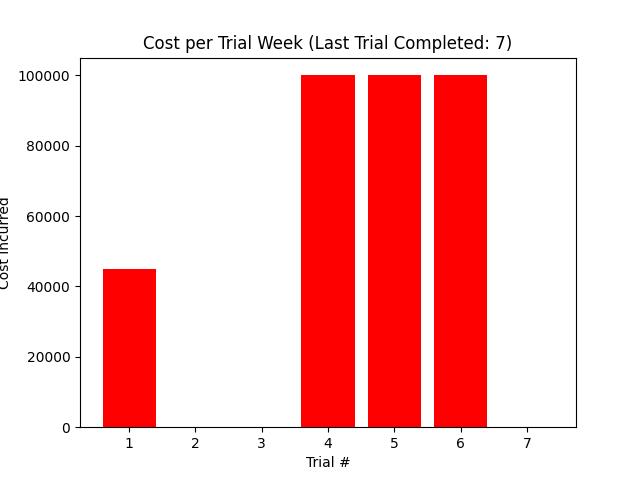 Cost per Trial Week (Last Trial Completed: 7)
100000
80000
60000
40000
20000
0
Cost Incurred
1 2 3 4 5 6 7
Trial #